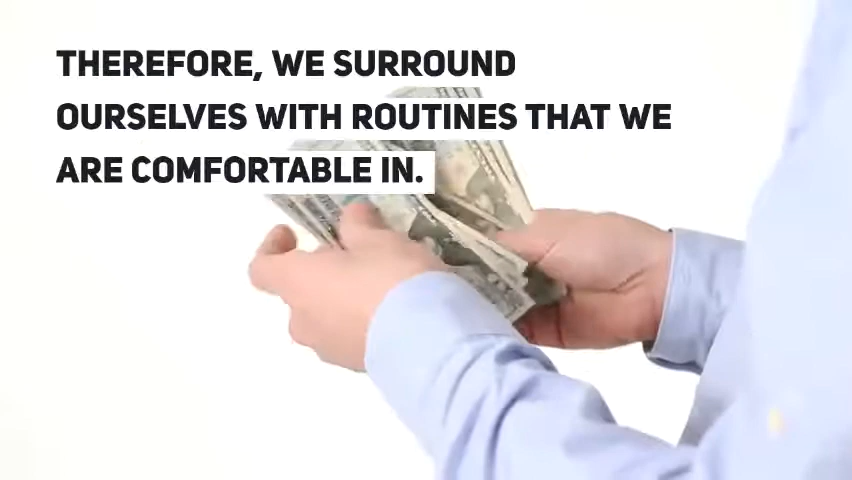 THEREFORE, WE SURROUND
OURSELVES WITH ROUTINES THAT WE
ARE COMFORTABLE IN.